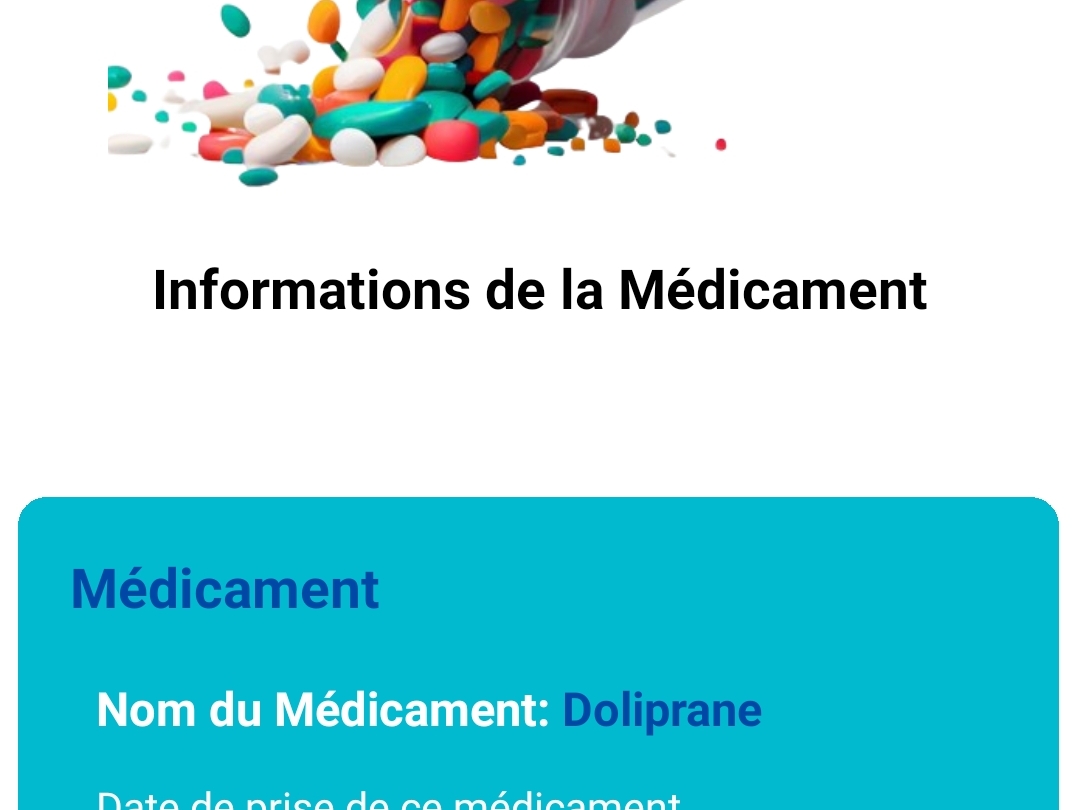 Informations de la Médicament
Médicament
Nom du Médicament: Doliprane
Date de prise de ce médicament